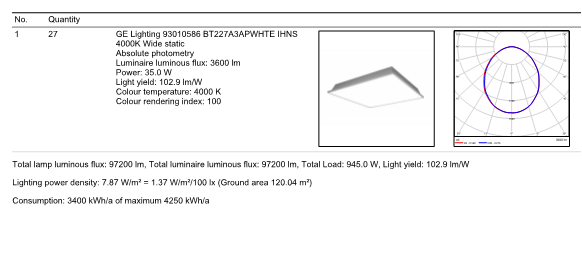 No. Quantity
1 27 GE Lighting 93010586 BT227A3APWHTE IHNS
4000K Wide static
Absolute photometry
Luminaire luminous flux: 3600 lm
Power: 35.0 W
Light yield: 102.9 lm/W
Colour temperature: 4000 K
Colour rendering index: 100
Total lamp luminous flux: 97200 lm, Total luminaire luminous flux: 97200 lm, Total Load: 945.0 W, Light yield: 102.9 lm/W
Lighting power density: 7.87 W/m² = 1.37 W/m²/100 lx (Ground area 120.04 m²)
Consumption: 3400 kWh/a of maximum 4250 kWh/a